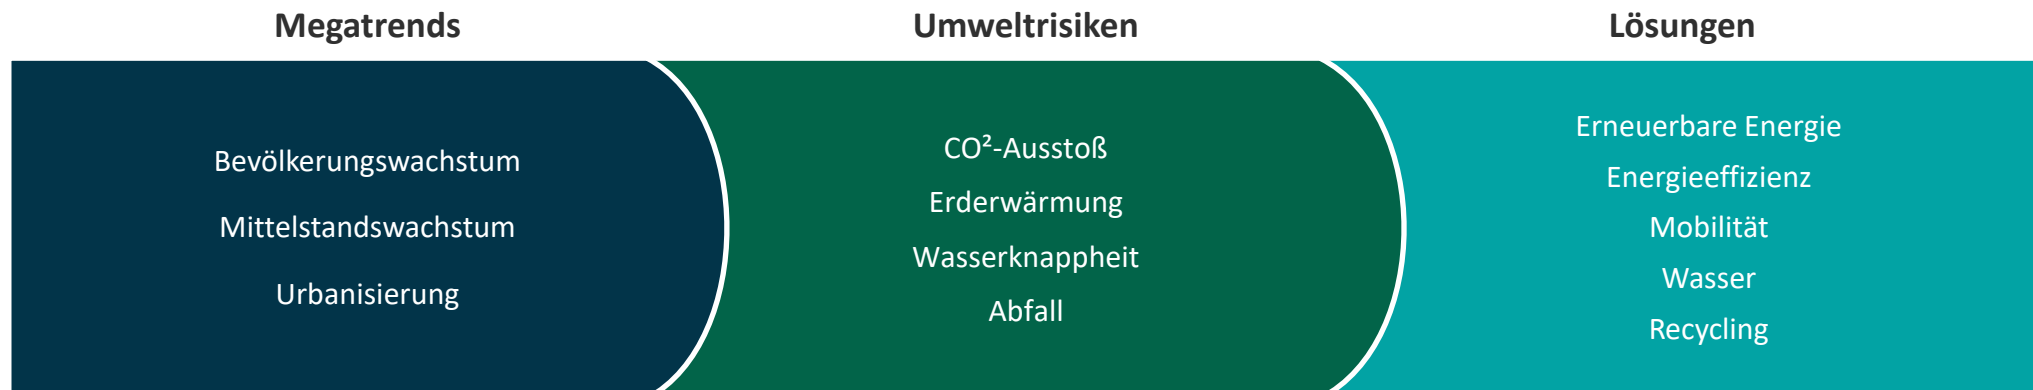 Megatrends
Umweltrisiken
Lösungen
Bevölkerungswachstum
Mittelstandswachstum
Urbanisierung
CO²-Ausstoß
Erderwärmung
Wasserknappheit
Abfall
Erneuerbare Energie
Energieeffizienz
Mobilität
Wasser
Recycling